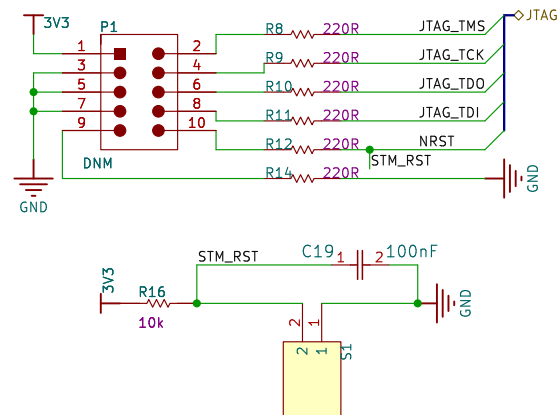 3V3
P1
1 2
3 4
5 6
7 8
9 10
DNM
GND
R8 220R JTAG_TMS
R9 220R JTAG_TCK
R10 220R JTAG_TDO
R11 220R JTAG_TDI
R12 220R NRST
STM_RST
R14 220R
GND
JTAG
STM_RST
C19 1 2 100nF
3V3
R16
10k
GND
2 1
2 1
S1